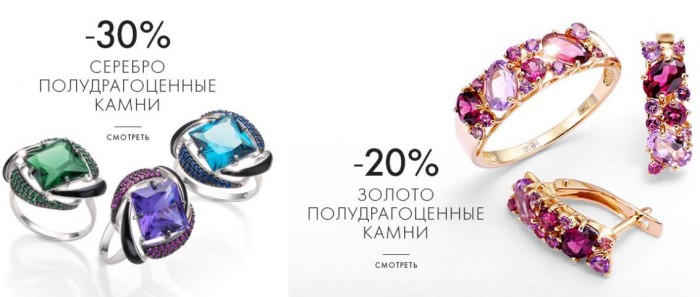 -30%
СЕРЕБРО
ПОЛУДРАГОЦЕННЫЕ
КАМНИ
СМОТРЕТЬ
-20%
ЗОЛОТО
ПОЛУДРАГОЦЕННЫЕ
КАМНИ
СМОТРЕТЬ